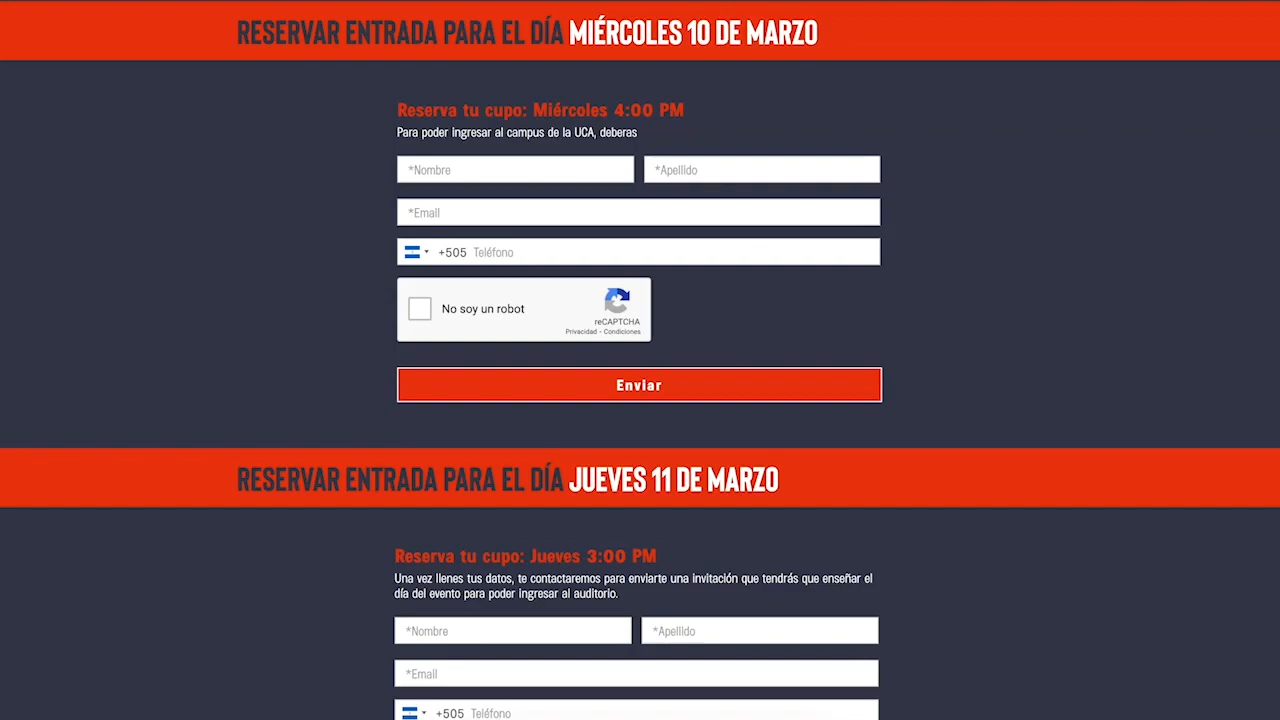 RESERVAR ENTRADA PARA EL DÍA MIÉRCOLES 10 DE MARZO
Reserva tu cupo: Miércoles 4:00 PM
Para poder ingresar al campus de la UCA, deberas
*Nombre
*Apellido
*Email
+505 Teléfono
No soy un robot
reCAPTCHA
Privacidad - Condiciones
Enviar
RESERVAR ENTRADA PARA EL DÍA JUEVES 11 DE MARZO
Reserva tu cupo: Jueves 3:00 PM
Una vez llenes tus datos, te contactaremos para enviarte una invitación que tendrás que enseñar el
día del evento para poder ingresar al auditorio.
*Nombre
*Apellido
*Email
+505 Teléfono